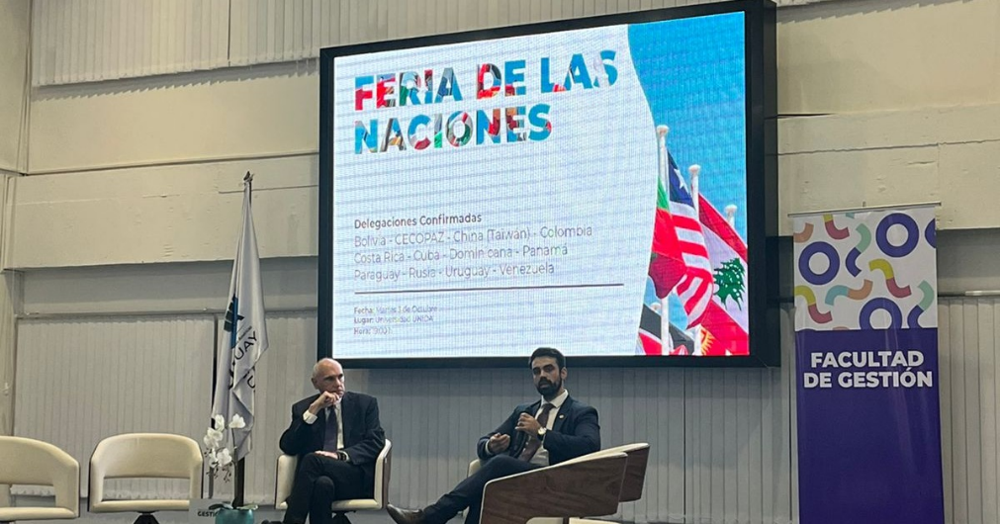 FERIA DE LAS
NACIONES
Delegaciones Confirmadas
Bolivia - CECOPAZ - China (Taiwán) - Colombia
Costa Rica - Cuba - Dominicana - Panamá
Paraguay - Rusia - Uruguay - Venezuela
Fecha: Martes 1 de Octubre
Lugar: Universidad UNIDA
Hora:
FACULTAD
DE GESTIÓN